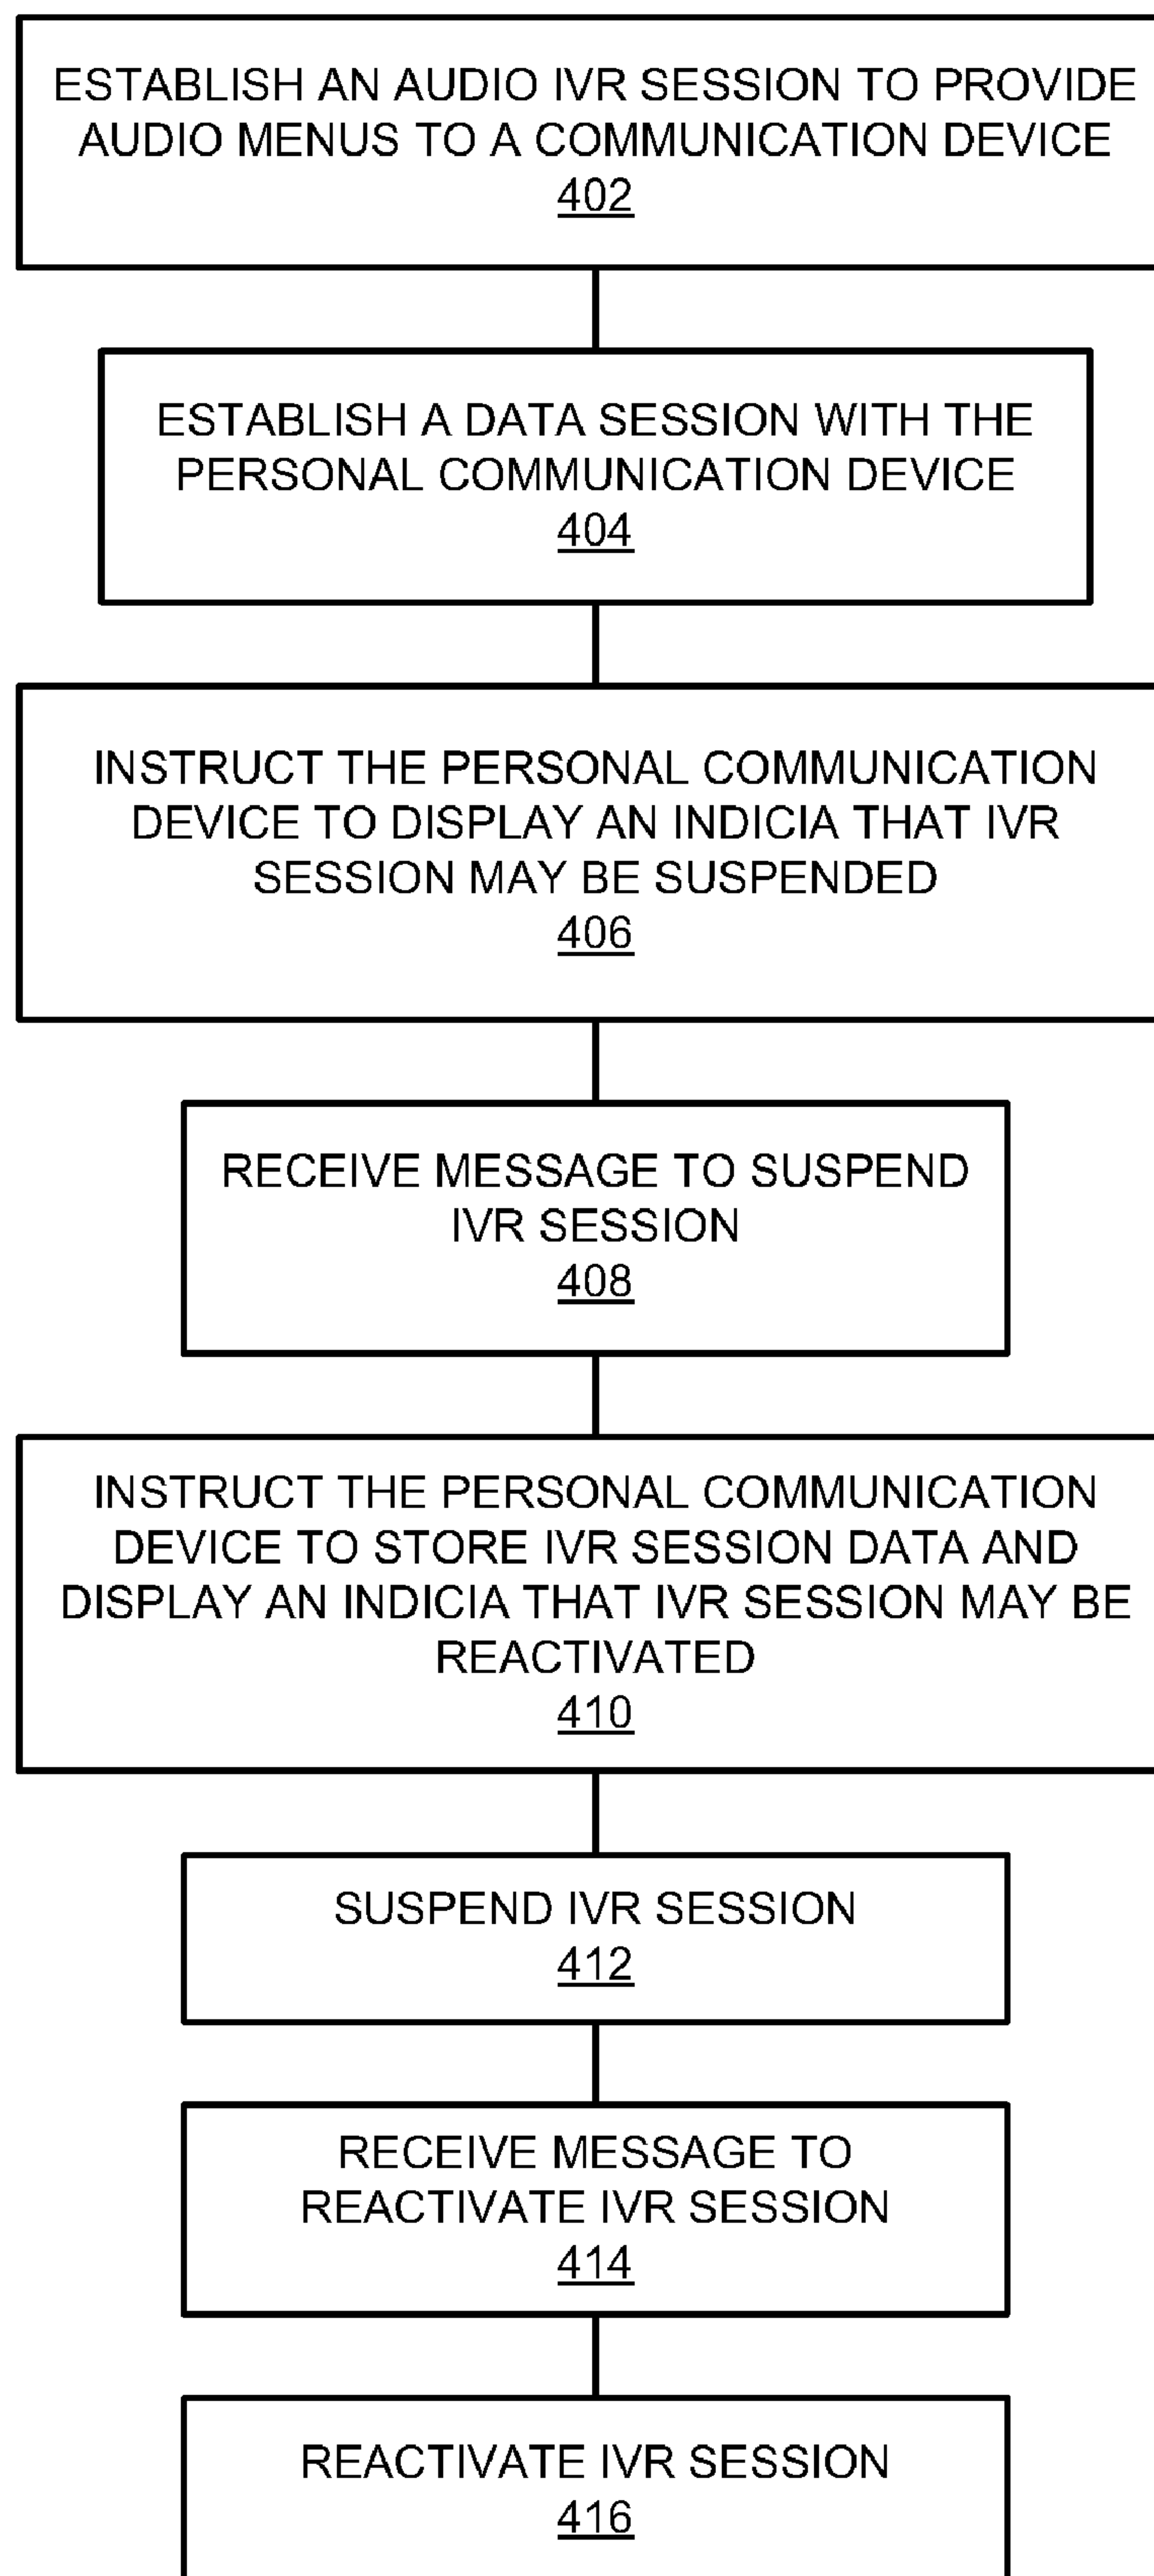 ESTABLISH AN AUDIO IVR SESSION TO PROVIDE
AUDIO MENUS TO A COMMUNICATION DEVICE
402
ESTABLISH A DATA SESSION WITH THE
PERSONAL COMMUNICATION DEVICE
404
INSTRUCT THE PERSONAL COMMUNICATION
DEVICE TO DISPLAY AN INDICIA THAT IVR
SESSION MAY BE SUSPENDED
406
RECEIVE MESSAGE TO SUSPEND
IVR SESSION
408
INSTRUCT THE PERSONAL COMMUNICATION
DEVICE TO STORE IVR SESSION DATA AND
DISPLAY AN INDICIA THAT IVR SESSION MAY BE
REACTIVATED
410
SUSPEND IVR SESSION
412
RECEIVE MESSAGE TO
REACTIVATE IVR SESSION
414
REACTIVATE IVR SESSION
416